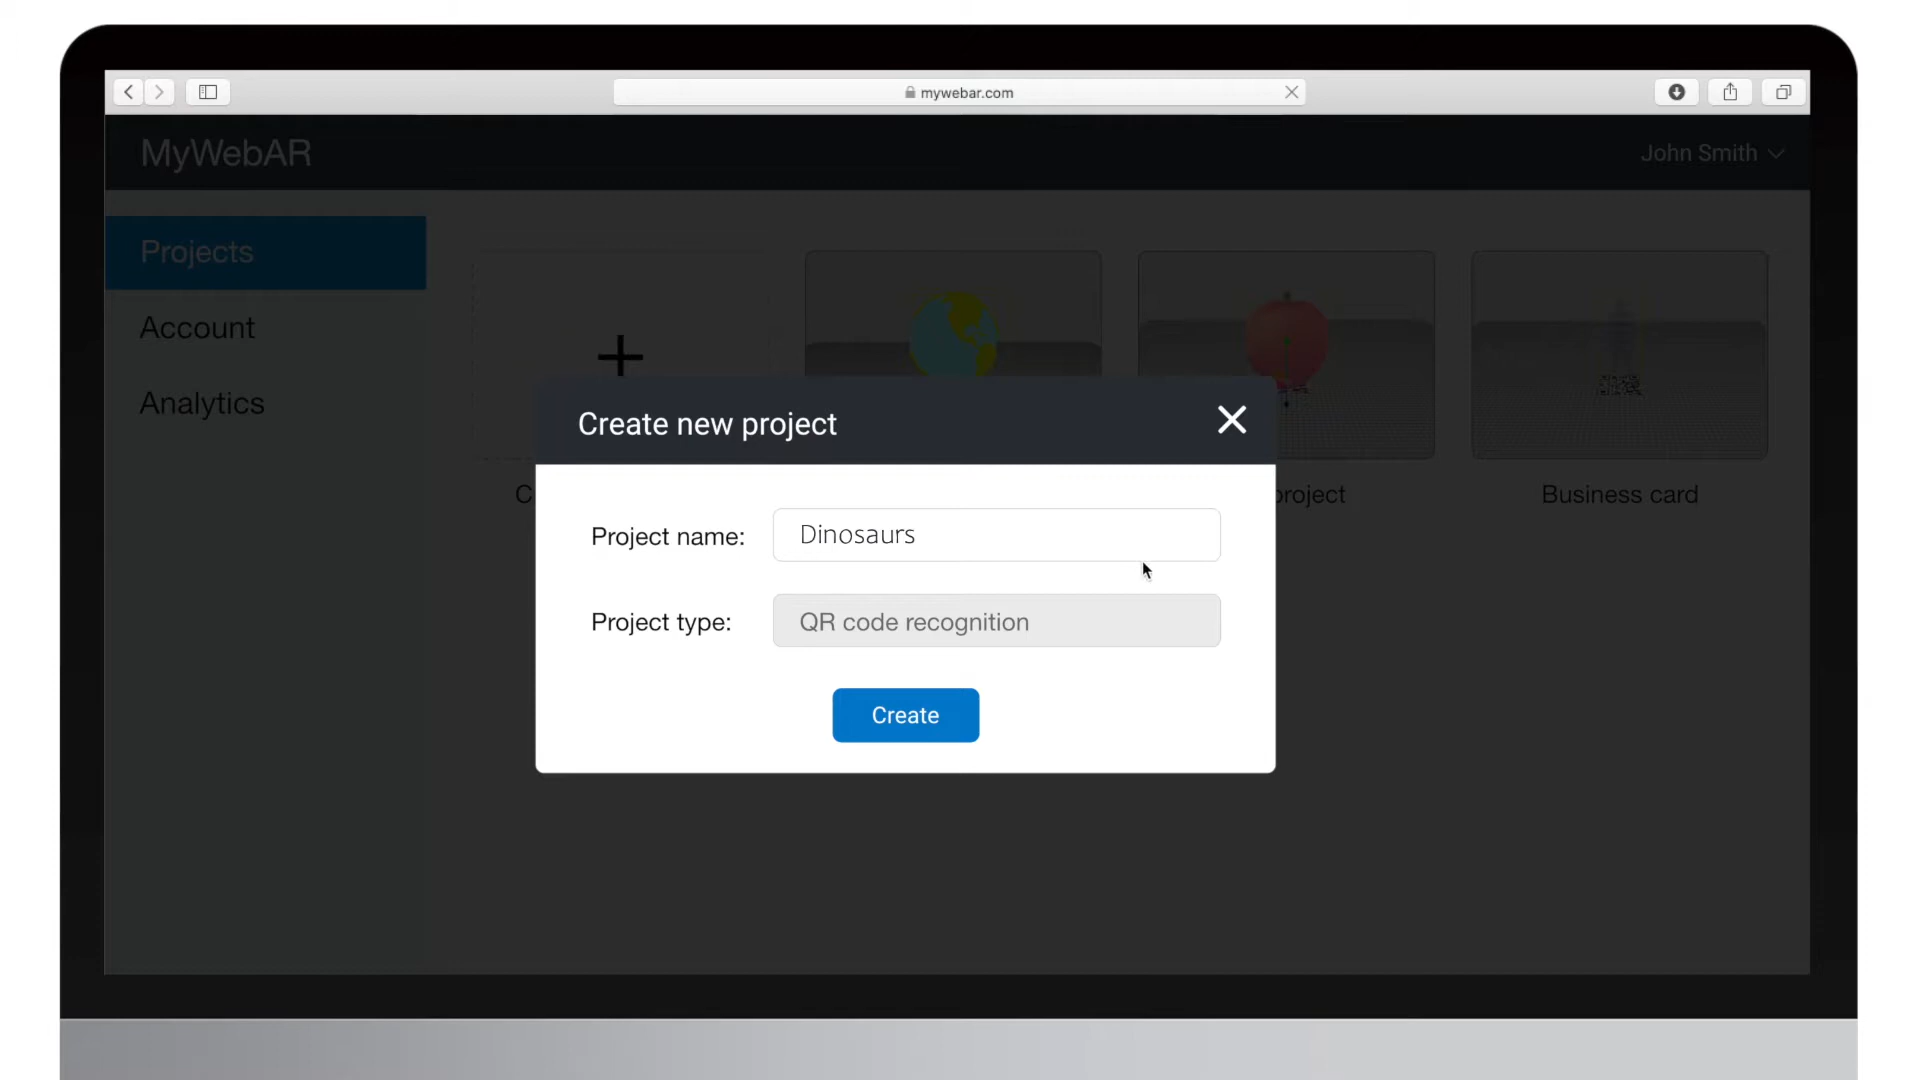 mywebar.com
MyWebAR
John Smith
Projects
Account
Analytics
Create new project
Project name: Dinosaurs
Project type: QR code recognition
Create
project
Business card